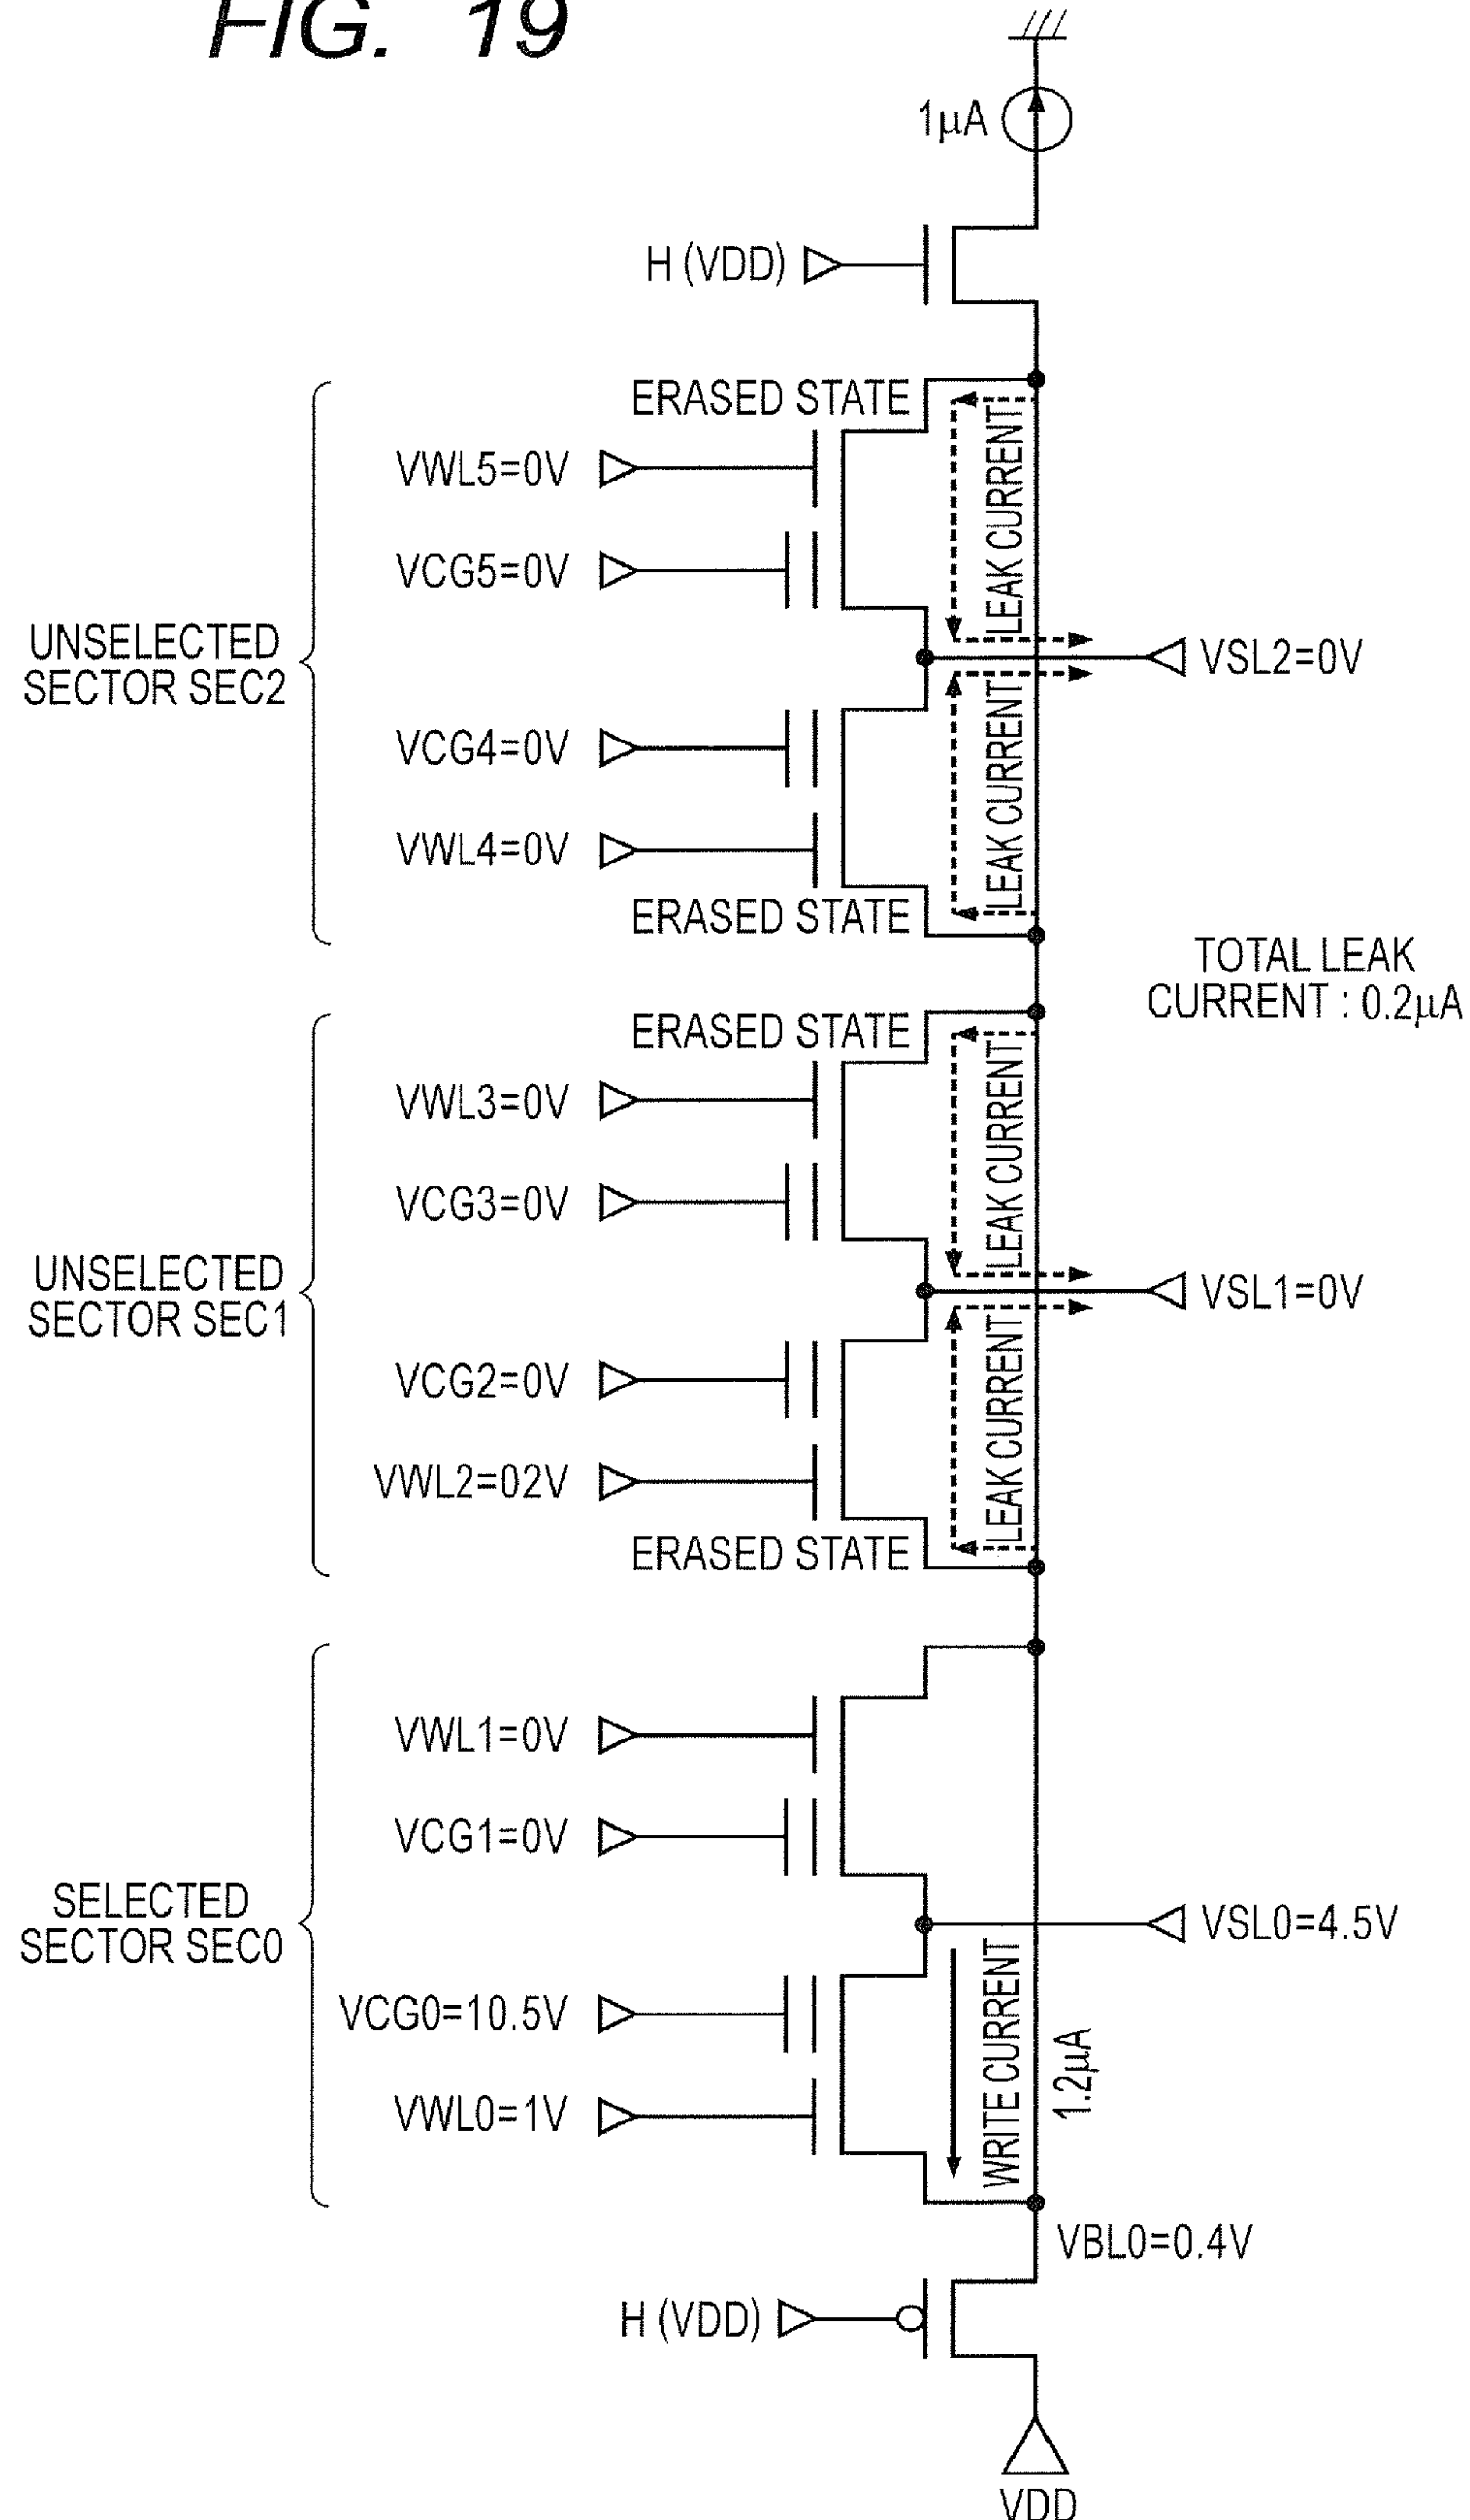 FIG. 19
1μA
H (VDD)
ERASED STATE
VWL5=0V
LEAK CURRENT
VCG5=0V
UNSELECTED
SECTOR SEC2
VSL2=0V
VCG4=0V
LEAK CURRENT
VWL4=0V
ERASED STATE
TOTAL LEAK
CURRENT : 0.2μA
ERASED STATE
VWL3=0V
LEAK CURRENT
VCG3=0V
UNSELECTED
SECTOR SEC1
VSL1=0V
VCG2=0V
LEAK CURRENT
VWL2=02V
ERASED STATE
VWL1=0V
VCG1=0V
SELECTED
SECTOR SEC0
VSL0=4.5V
VCG0=10.5V
WRITE CURRENT
1.2μA
VWL0=1V
VBL0=0.4V
H (VDD)
VDD